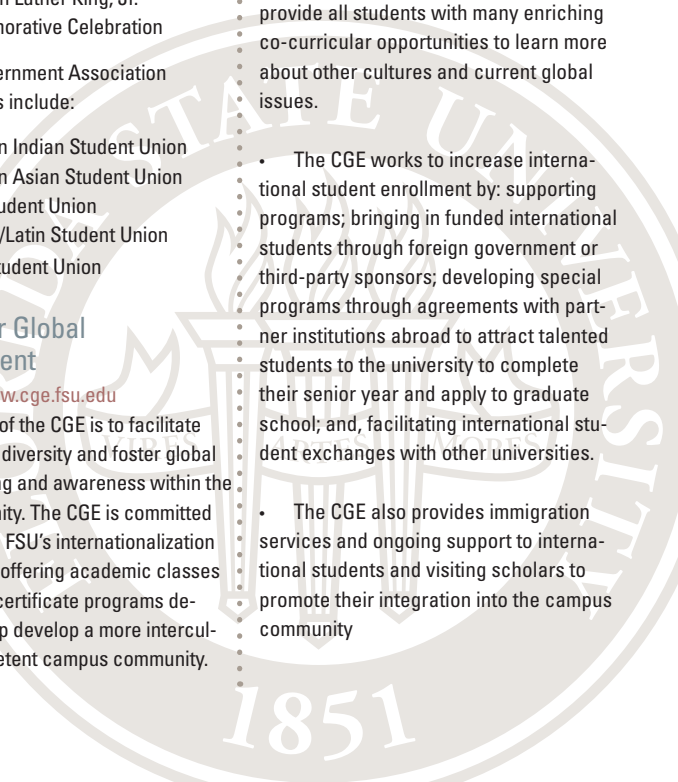 n Luther King, Jr.
norative Celebration
ernment Association
s include:
n Indian Student Union
n Asian Student Union
udent Union
/Latin Student Union
tudent Union
r Global
ent
w.cge.fsu.edu
of the CGE is to facilitate
diversity and foster global
ng and awareness within the
nity. The CGE is committed
FSU's internationalization
offering academic classes
certificate programs de-
p develop a more intercul-
etent campus community.
provide all students with many enriching
co-curricular opportunities to learn more
about other cultures and current global
issues.
• The CGE works to increase interna-
tional student enrollment by: supporting
programs; bringing in funded international
students through foreign government or
third-party sponsors; developing special
programs through agreements with part-
ner institutions abroad to attract talented
students to the university to complete
their senior year and apply to graduate
school; and, facilitating international stu-
dent exchanges with other universities.
• The CGE also provides immigration
services and ongoing support to interna-
tional students and visiting scholars to
promote their integration into the campus
community
IDA STATE UNIVERSITY
VIRES ARTES MORES
1851